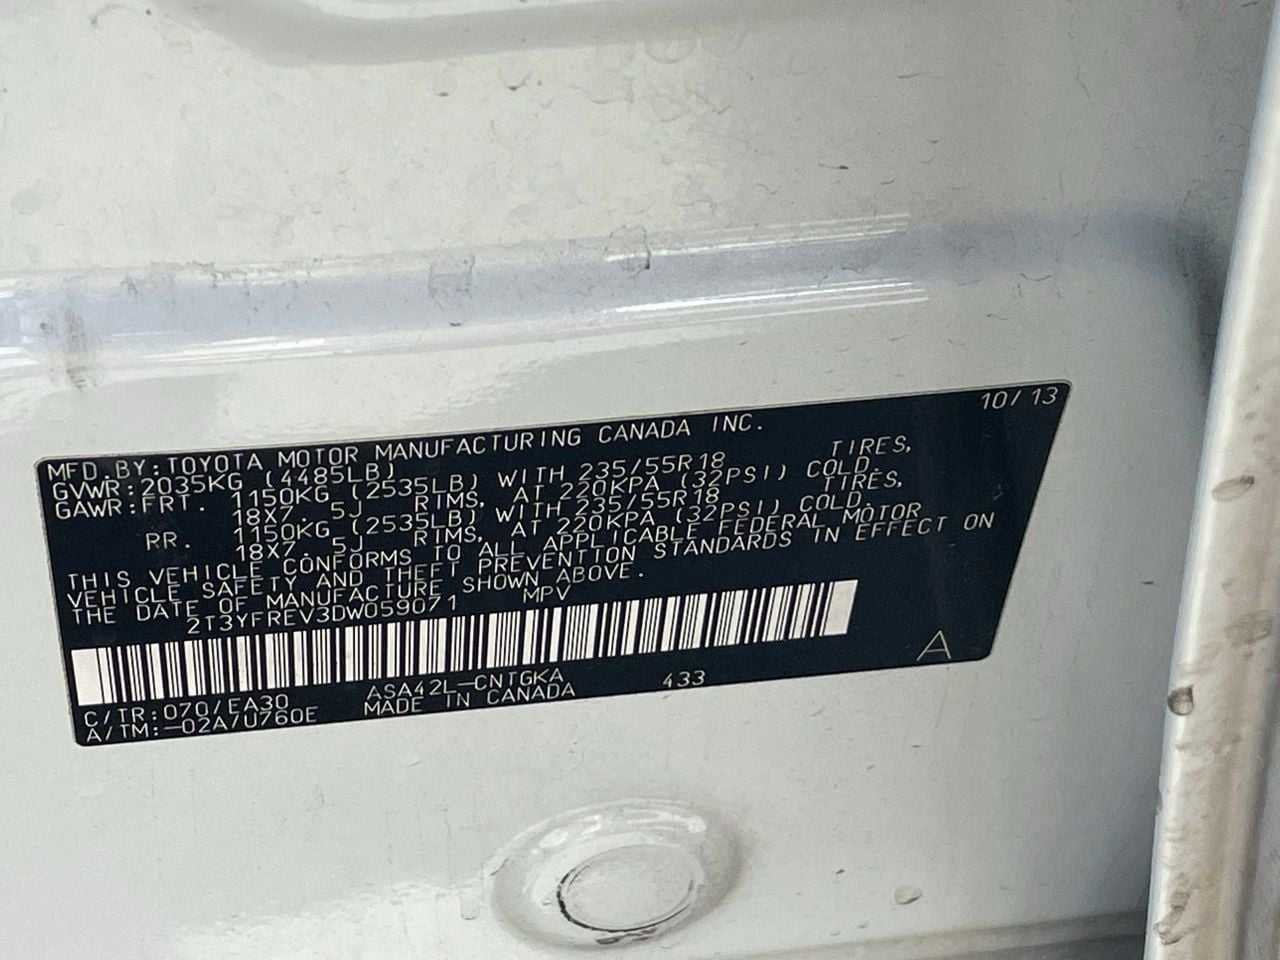 10/13
MFD. BY: TOYOTA MOTOR MANUFACTURING CANADA INC.
GVWR: 2035KG (4485LB)
GAWR: FRT. 1150KG (2535LB) WITH 235/55R18 TIRES,
18X7.5J RIMS, AT 220KPA (32PSI) COLD.
RR. 1150KG (2535LB) WITH 235/55R18 TIRES,
18X7.5J RIMS, AT 220KPA (32PSI) COLD.
THIS VEHICLE CONFORMS TO ALL APPLICABLE FEDERAL MOTOR
VEHICLE SAFETY AND THEFT PREVENTION STANDARDS IN EFFECT ON
THE DATE OF MANUFACTURE SHOWN ABOVE.
2T3YFREV3DW059071 MPV
A
C/TR: 070/EA30 ASA42L-CNTGKA 433
A/TM: -02A/U760E MADE IN CANADA